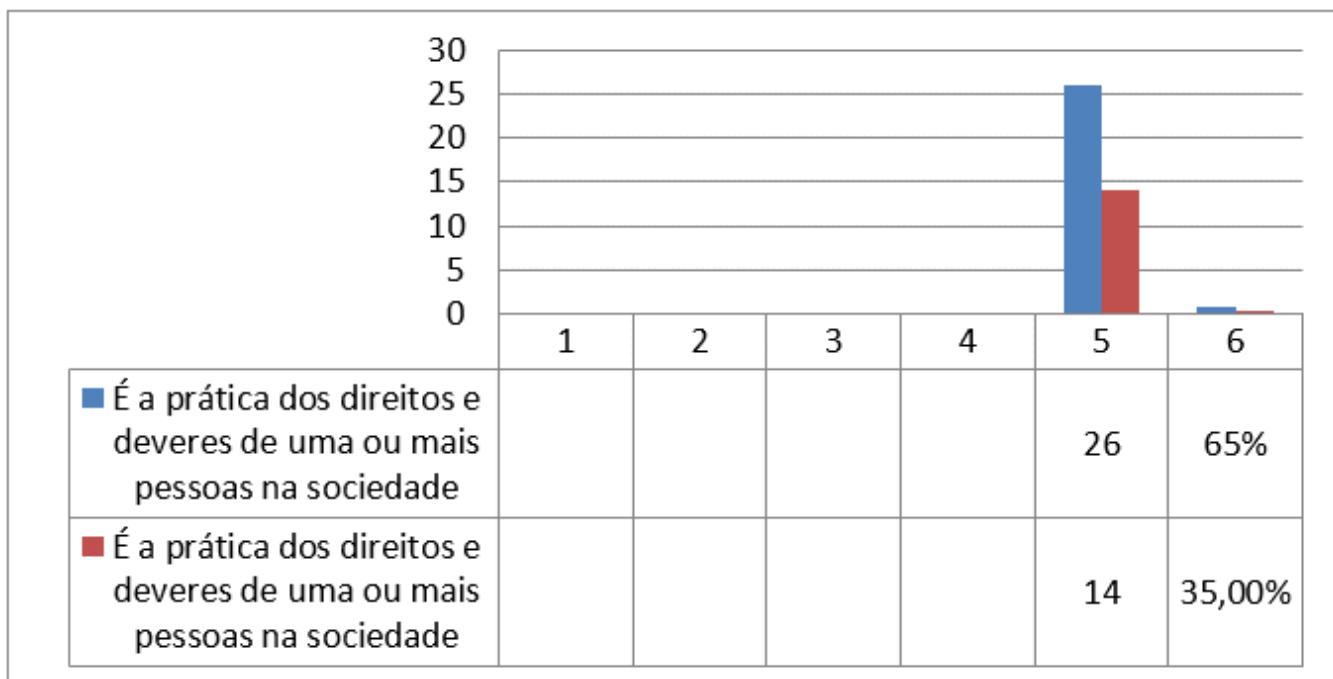 30
25
20
15
10
5
0
1 2 3 4 5 6
É a prática dos direitos e
deveres de uma ou mais
pessoas na sociedade
26 65%
É a prática dos direitos e
deveres de uma ou mais
pessoas na sociedade
14 35,00%